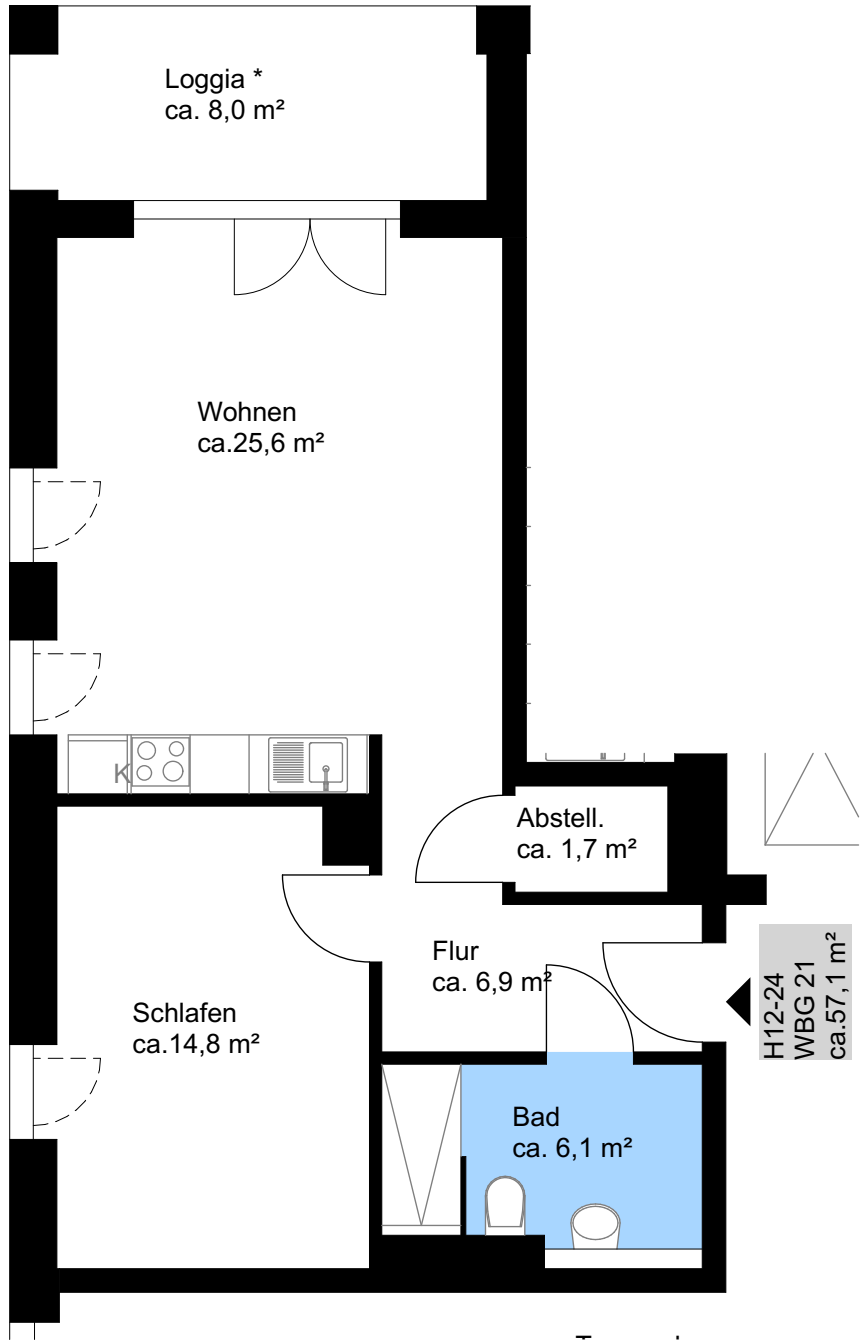 Loggia *
ca. 8,0 m²
Wohnen
ca.25,6 m²
K
Abstell.
ca. 1,7 m²
Flur
ca. 6,9 m²
H12-24
WBG 21
ca.57,1 m²
Schlafen
ca.14,8 m²
Bad
ca. 6,1 m²